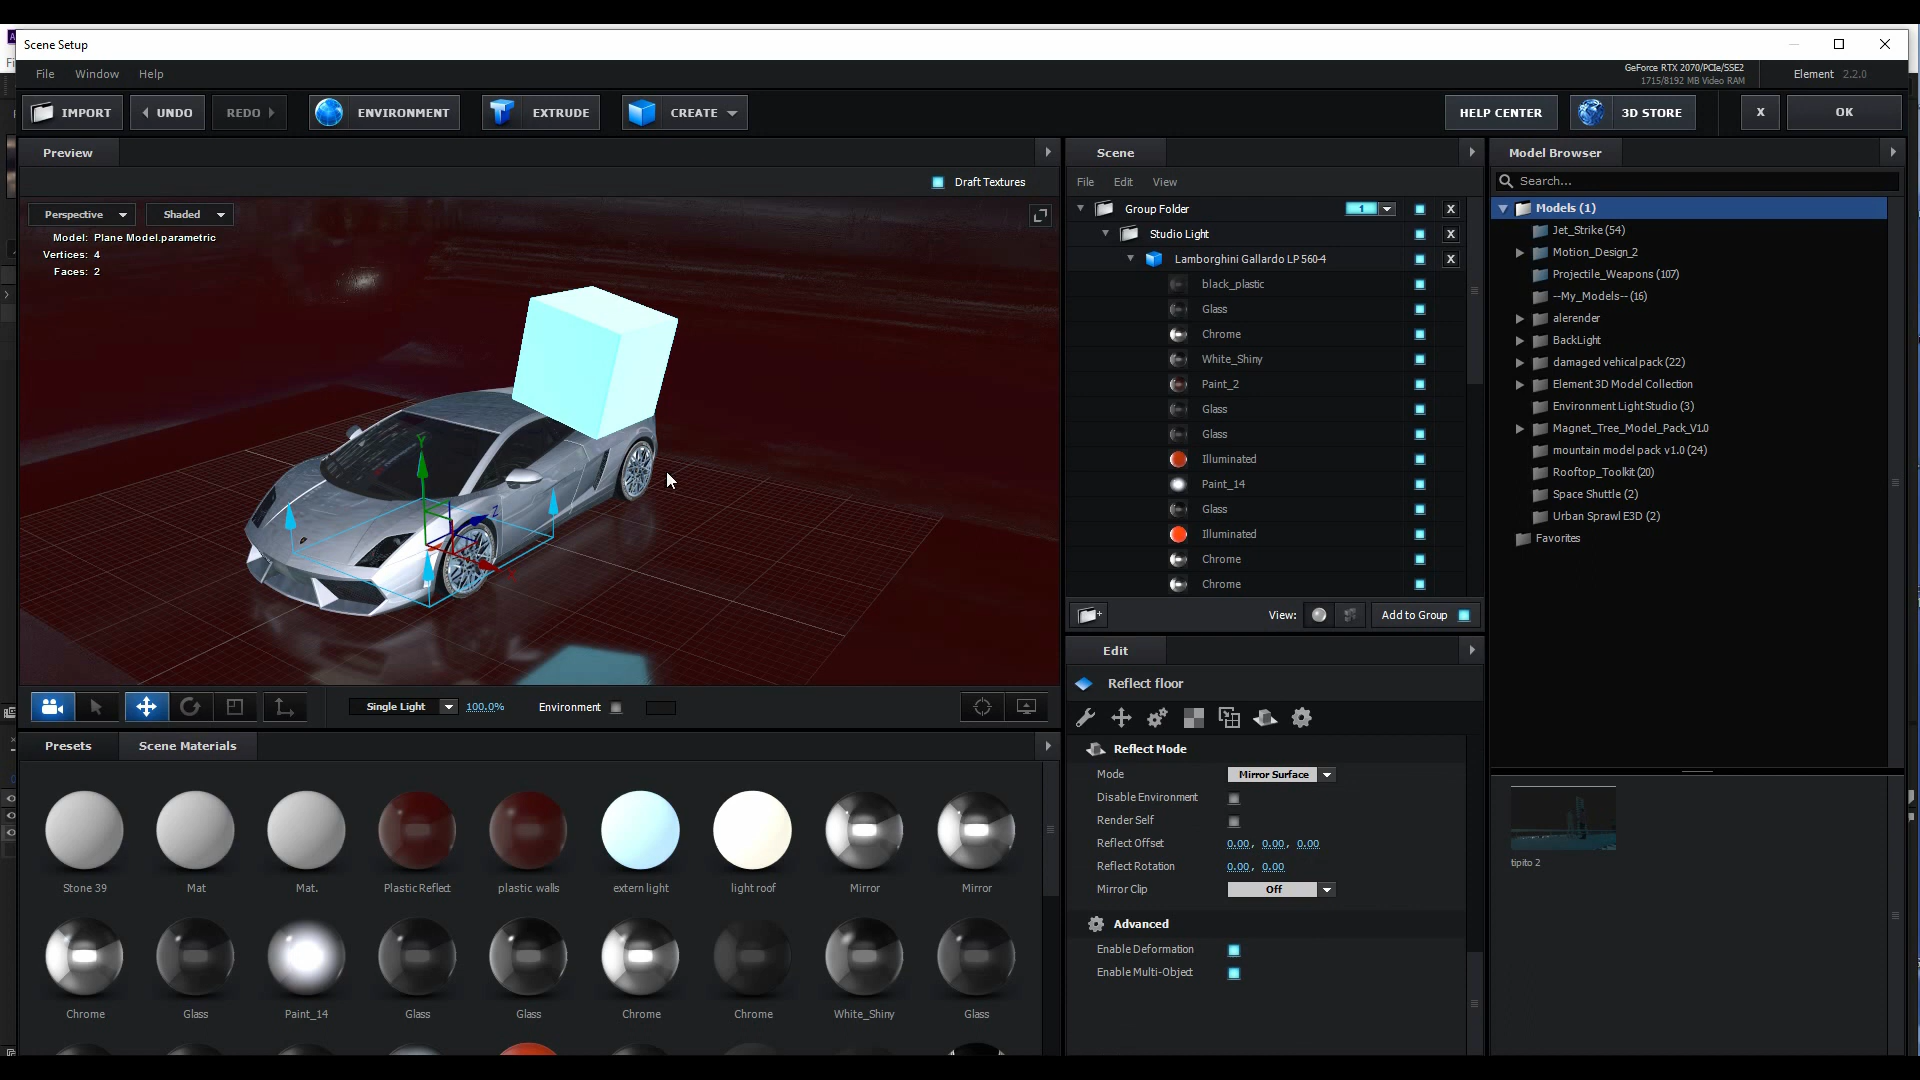 Scene Setup
File Window Help
GeForce RTX 2070/PCIe/SSE2
1715/8192 MB Video RAM
Element 2.2.0
IMPORT UNDO REDO ENVIRONMENT EXTRUDE CREATE HELP CENTER 3D STORE X OK
Preview
Draft Textures
Perspective Shaded
Model: Plane Model.parametric
Vertices: 4
Faces: 2
Y
Z
X
Single Light 100.0% Environment
Presets Scene Materials
Stone 39 Mat Mat. Plastic Reflect plastic walls extern light light roof Mirror Mirror
Chrome Glass Paint_14 Glass Glass Chrome Chrome White_Shiny Glass
Scene
File Edit View
Group Folder 1 X
Studio Light X
Lamborghini Gallardo LP 560-4 X
black_plastic
Glass
Chrome
White_Shiny
Paint_2
Glass
Glass
Illuminated
Paint_14
Glass
Illuminated
Chrome
Chrome
View: Add to Group
Edit
Reflect floor
Reflect Mode
Mode Mirror Surface
Disable Environment
Render Self
Reflect Offset 0.00, 0.00, 0.00
Reflect Rotation 0.00, 0.00
Mirror Clip Off
Advanced
Enable Deformation
Enable Multi-Object
Model Browser
Search...
Models (1)
Jet_Strike (54)
Motion_Design_2
Projectile_Weapons (107)
--My_Models-- (16)
alerender
BackLight
damaged vehical pack (22)
Element 3D Model Collection
Environment Light Studio (3)
Magnet_Tree_Model_Pack_V1.0
mountain model pack v1.0 (24)
Rooftop_Toolkit (20)
Space Shuttle (2)
Urban Sprawl E3D (2)
Favorites
tipito 2